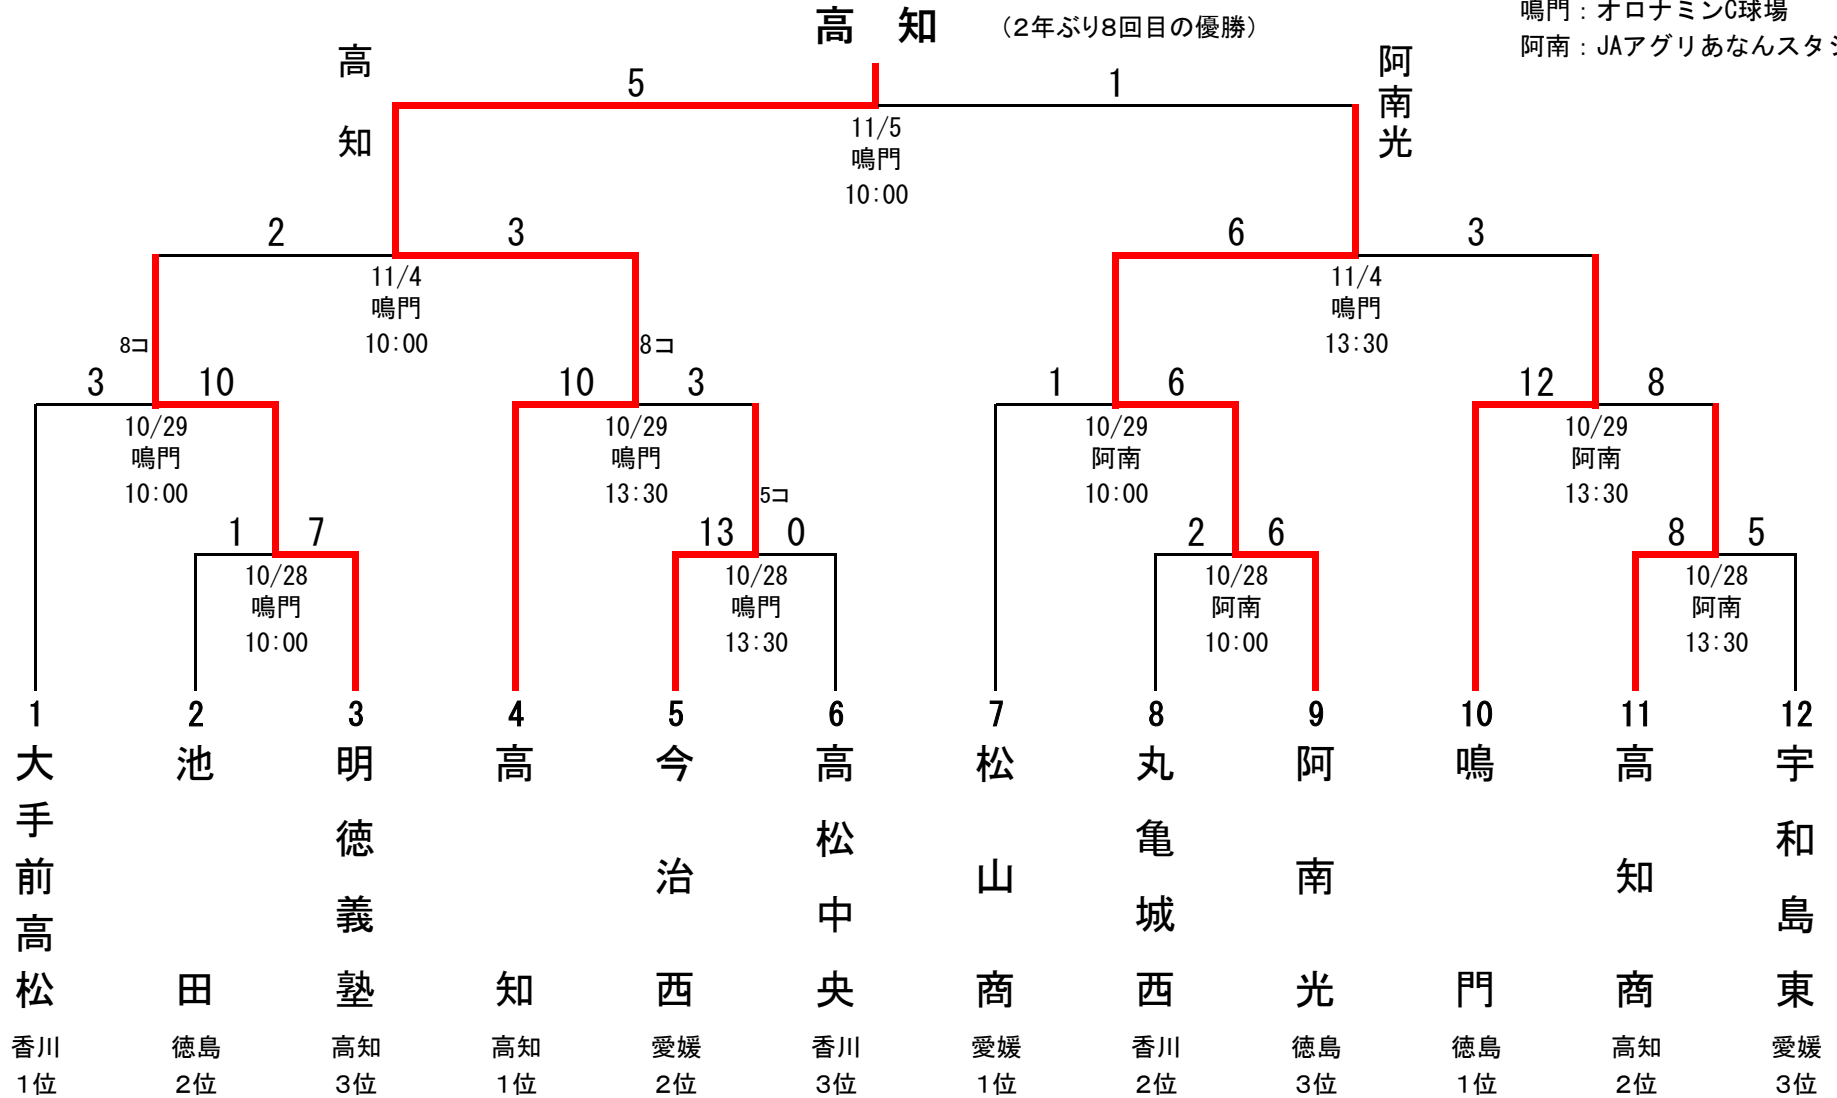 高 知 （2年ぶり8回目の優勝）
鳴門：オロナミンC球場
阿南：JAアグリあなんスタジ
高知
阿南光
5 1
11/5
鳴門
10:00
2 3
11/4
鳴門
10:00
6 3
11/4
鳴門
13:30
8コ
3 10
10/29
鳴門
10:00
8コ
10 3
10/29
鳴門
13:30
1 6
10/29
阿南
10:00
12 8
10/29
阿南
13:30
1 7
10/28
鳴門
10:00
5コ
13 0
10/28
鳴門
13:30
2 6
10/28
阿南
10:00
8 5
10/28
阿南
13:30
1 2 3 4 5 6 7 8 9 10 11 12
大手前高松
池田
明徳義塾
高知
今治西
高松中央
松山商
丸亀城西
阿南光
鳴門
高知商
宇和島東
香川 徳島 高知 高知 愛媛 香川 愛媛 香川 徳島 徳島 高知 愛媛
1位 2位 3位 1位 2位 3位 1位 2位 3位 1位 2位 3位